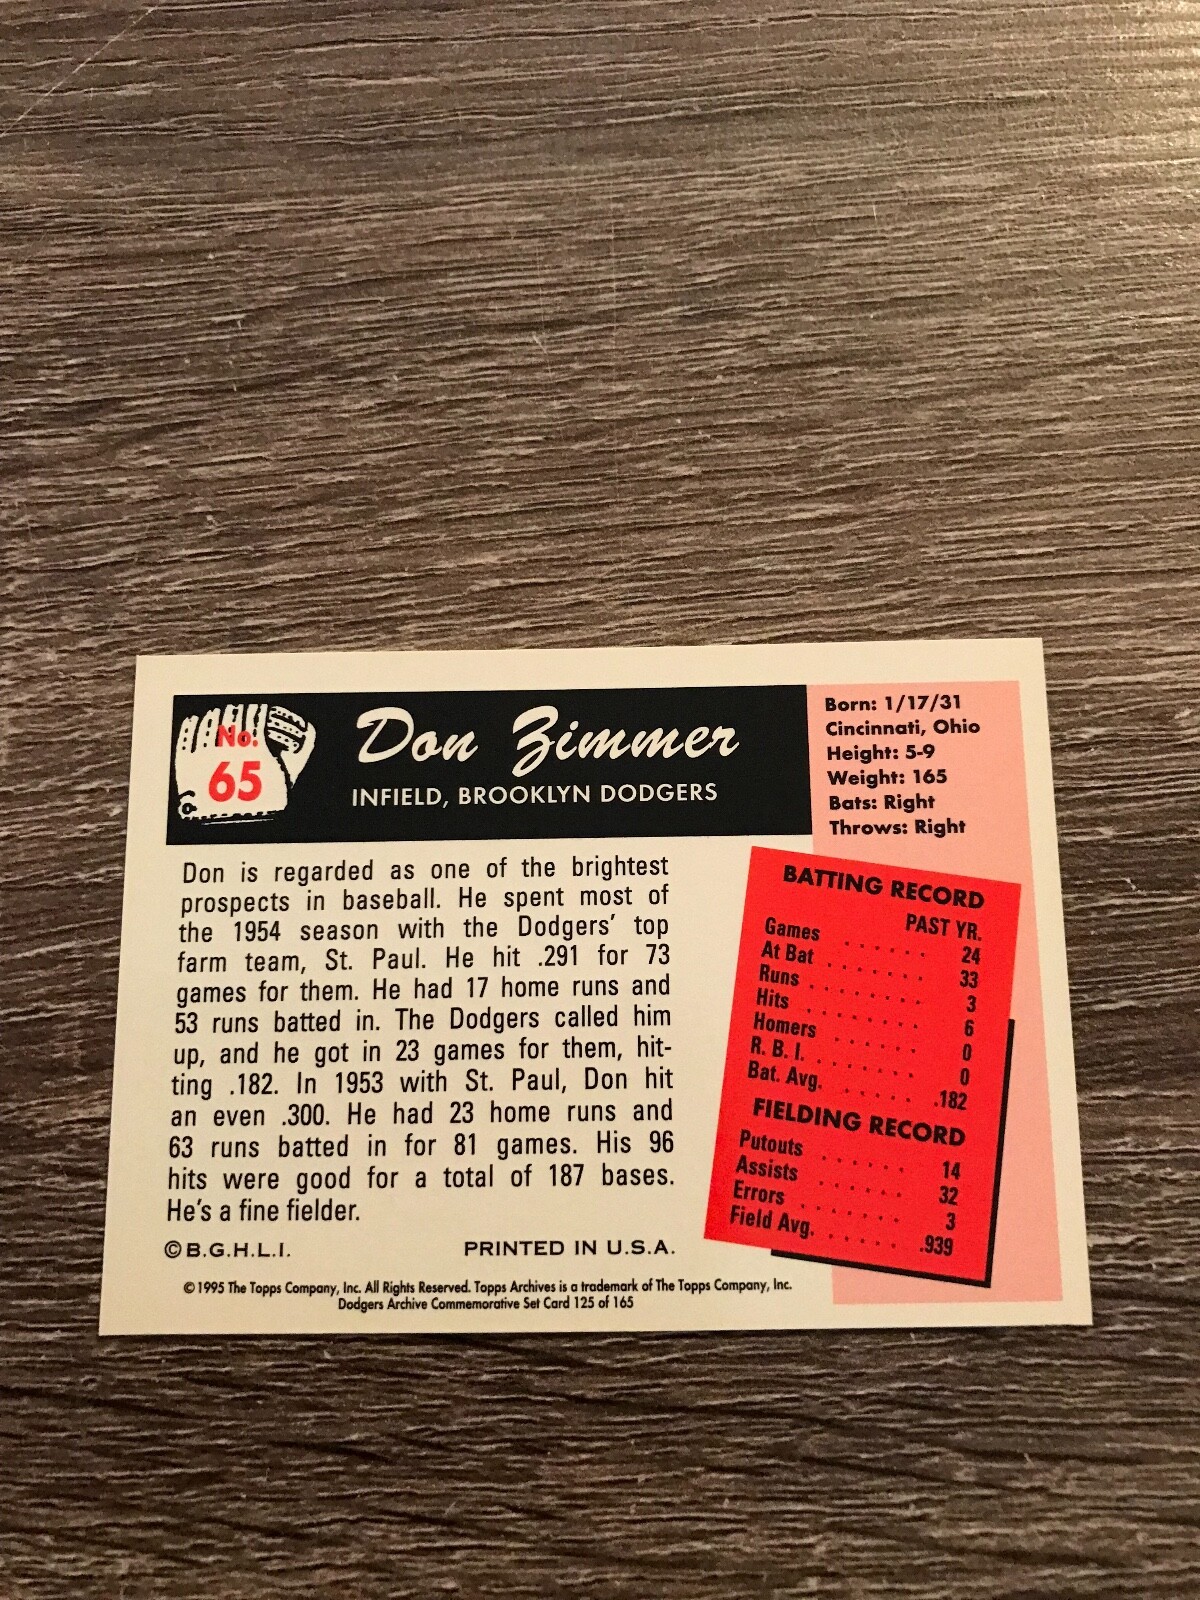 No.
65
Don Zimmer
INFIELD, BROOKLYN DODGERS
Born: 1/17/31
Cincinnati, Ohio
Height: 5-9
Weight: 165
Bats: Right
Throws: Right
Don is regarded as one of the brightest
prospects in baseball. He spent most of
the 1954 season with the Dodgers' top
farm team, St. Paul. He hit .291 for 73
games for them. He had 17 home runs and
53 runs batted in. The Dodgers called him
up, and he got in 23 games for them, hit-
ting .182. In 1953 with St. Paul, Don hit
an even .300. He had 23 home runs and
63 runs batted in for 81 games. His 96
hits were good for a total of 187 bases.
He's a fine fielder.
BATTING RECORD
PAST YR.
Games . . . . . . 24
At Bat . . . . . . . 33
Runs . . . . . . . . 3
Hits . . . . . . . . 6
Homers . . . . . . 0
R. B. I. . . . . . . . 0
Bat. Avg. . . . . . .182
FIELDING RECORD
Putouts . . . . . . 14
Assists . . . . . . 32
Errors . . . . . . . 3
Field Avg. . . . . . .939
©B.G.H.L.I. PRINTED IN U.S.A.
©1995 The Topps Company, Inc. All Rights Reserved. Topps Archives is a trademark of The Topps Company, Inc.
Dodgers Archive Commemorative Set Card 125 of 165